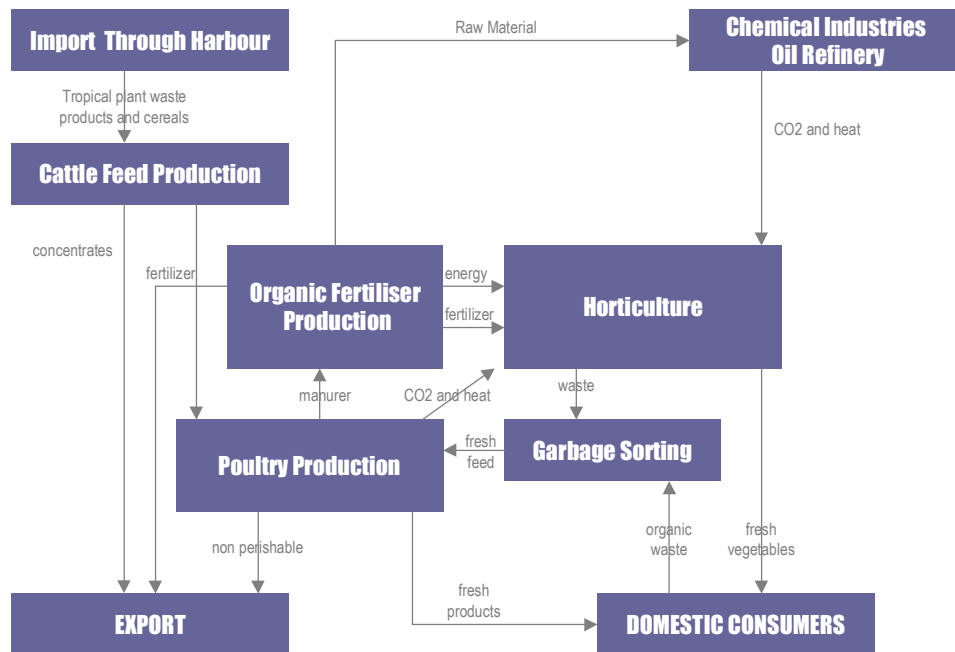 Import Through Harbour
Raw Material
Chemical Industries
Oil Refinery
Tropical plant waste
products and cereals
CO2 and heat
Cattle Feed Production
concentrates
fertilizer
Organic Fertiliser
Production
energy
fertilizer
Horticulture
manurer
CO2 and heat
waste
Poultry Production
fresh
feed
Garbage Sorting
non perishable
organic
waste
fresh
vegetables
fresh
products
EXPORT
DOMESTIC CONSUMERS